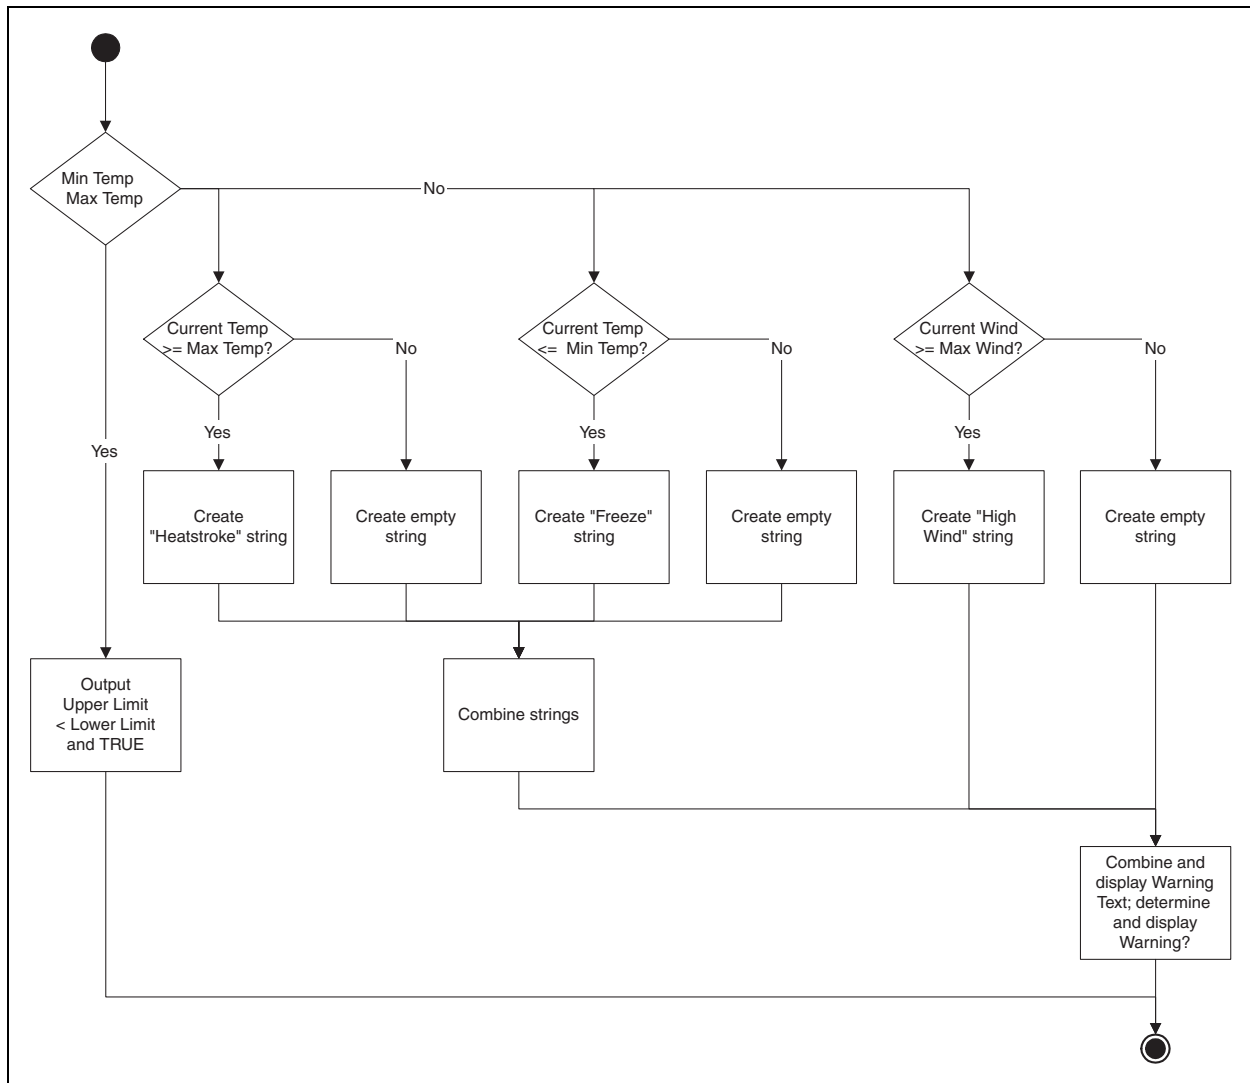 Min Temp
Max Temp
No
Current Temp
>= Max Temp?
No
Current Temp
<= Min Temp?
No
Current Wind
>= Max Wind?
No
Yes
Yes
Yes
Yes
Create
"Heatstroke" string
Create empty
string
Create "Freeze"
string
Create empty
string
Create "High
Wind" string
Create empty
string
Output
Upper Limit
< Lower Limit
and TRUE
Combine strings
Combine and
display Warning
Text; determine
and display
Warning?